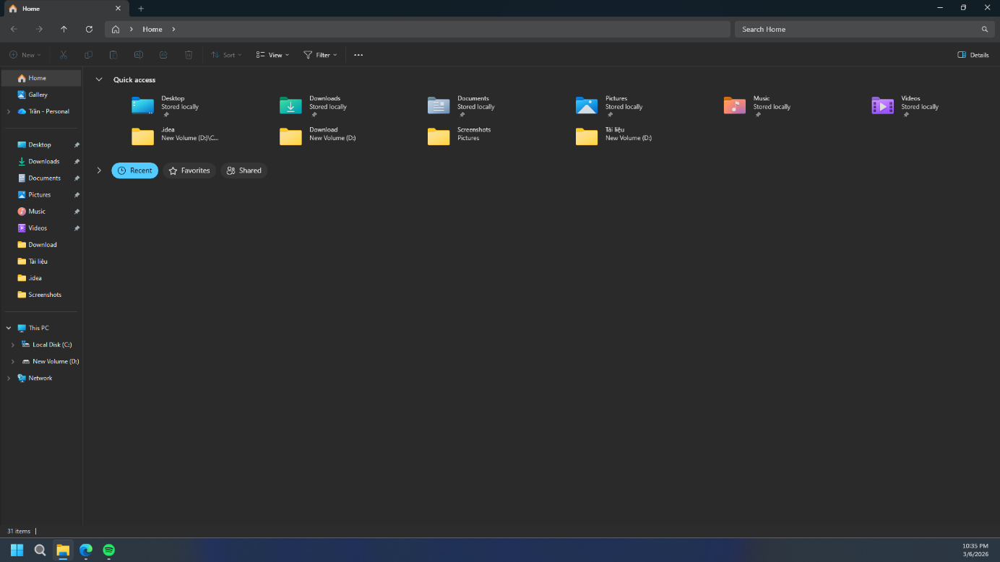 Home
Home
Search Home
New
Sort
View
Filter
Details
Home
Gallery
Trân - Personal
Desktop
Downloads
Documents
Pictures
Music
Videos
Download
Tài liệu
.idea
Screenshots
This PC
Local Disk (C:)
New Volume (D:)
Network
Quick access
Desktop
Stored locally
Downloads
Stored locally
Documents
Stored locally
Pictures
Stored locally
Music
Stored locally
Videos
Stored locally
.idea
New Volume (D:)\C...
Download
New Volume (D:)
Screenshots
Pictures
Tài liệu
New Volume (D:)
Recent
Favorites
Shared
31 items
10:35 PM
3/6/2026